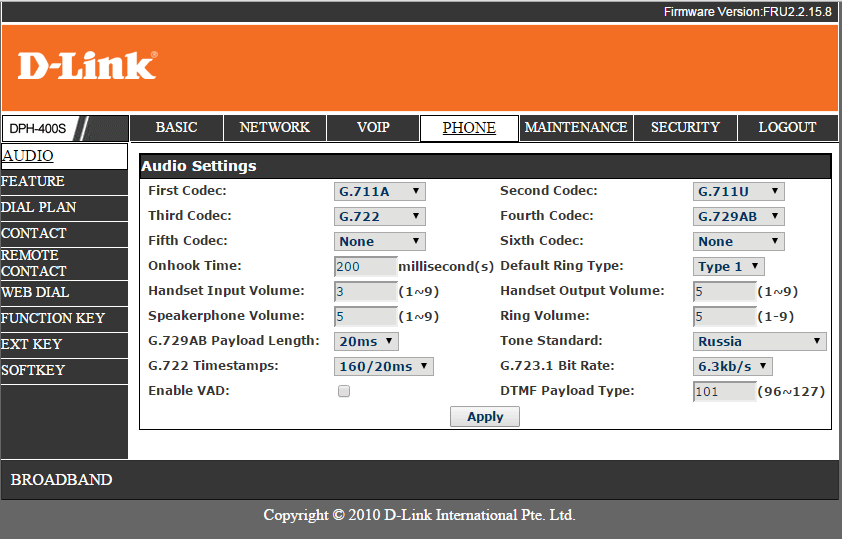 Firmware Version:FRU2.2.15.8
D-Link®
DPH-400S BASIC NETWORK VOIP PHONE MAINTENANCE SECURITY LOGOUT
AUDIO
FEATURE
DIAL PLAN
CONTACT
REMOTE
CONTACT
WEB DIAL
FUNCTION KEY
EXT KEY
SOFTKEY
Audio Settings
First Codec: G.711A Second Codec: G.711U
Third Codec: G.722 Fourth Codec: G.729AB
Fifth Codec: None Sixth Codec: None
Onhook Time: 200 millisecond(s) Default Ring Type: Type 1
Handset Input Volume: 3 (1~9) Handset Output Volume: 5 (1~9)
Speakerphone Volume: 5 (1~9) Ring Volume: 5 (1-9)
G.729AB Payload Length: 20ms Tone Standard: Russia
G.722 Timestamps: 160/20ms G.723.1 Bit Rate: 6.3kb/s
Enable VAD: DTMF Payload Type: 101 (96~127)
Apply
BROADBAND
Copyright © 2010 D-Link International Pte. Ltd.